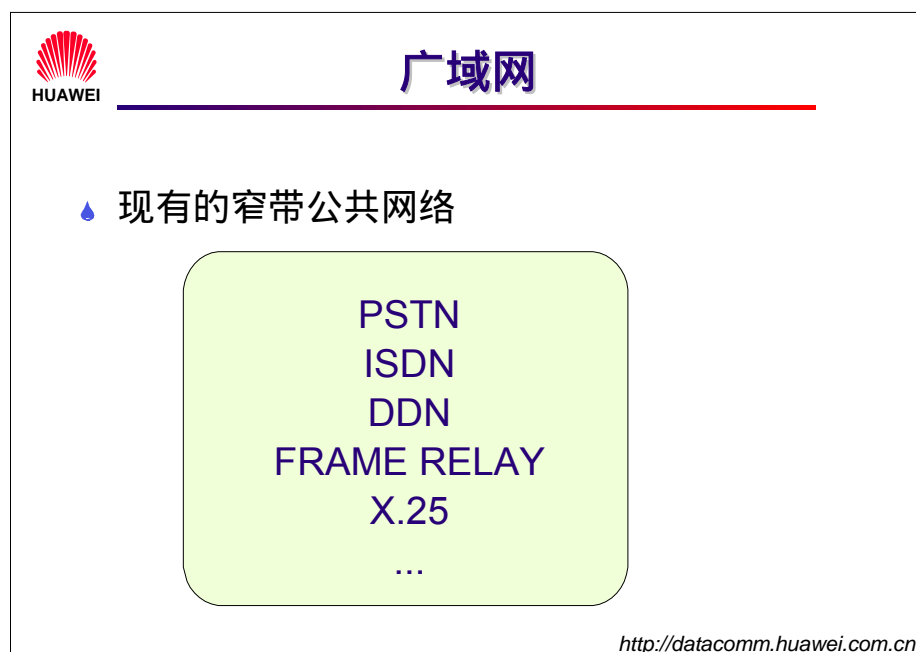 HUAWEI
广域网
现有的窄带公共网络
PSTN
ISDN
DDN
FRAME RELAY
X.25
...
http://datacomm.huawei.com.cn